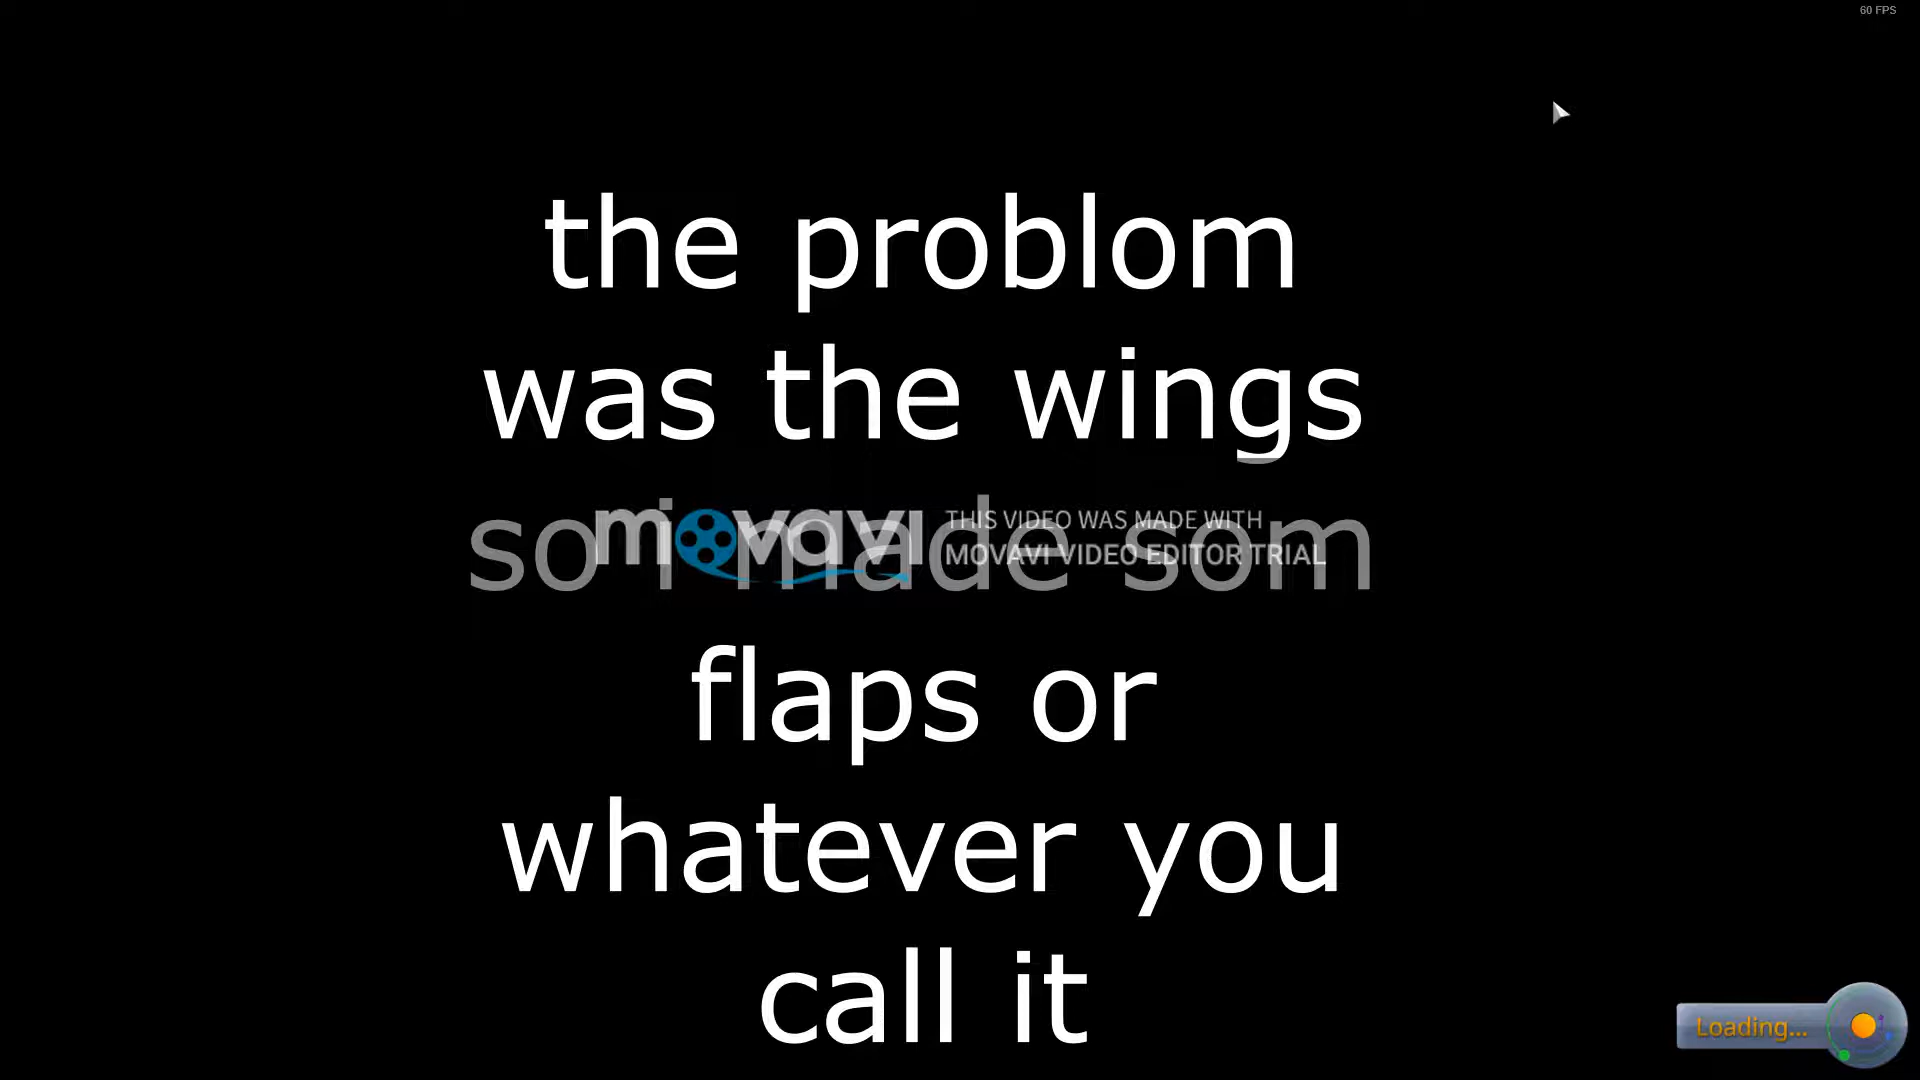 60 FPS
the problom
was the wings
so i made som
movavi THIS VIDEO WAS MADE WITH
MOVAVI VIDEO EDITOR TRIAL
flaps or
whatever you
call it
Loading...